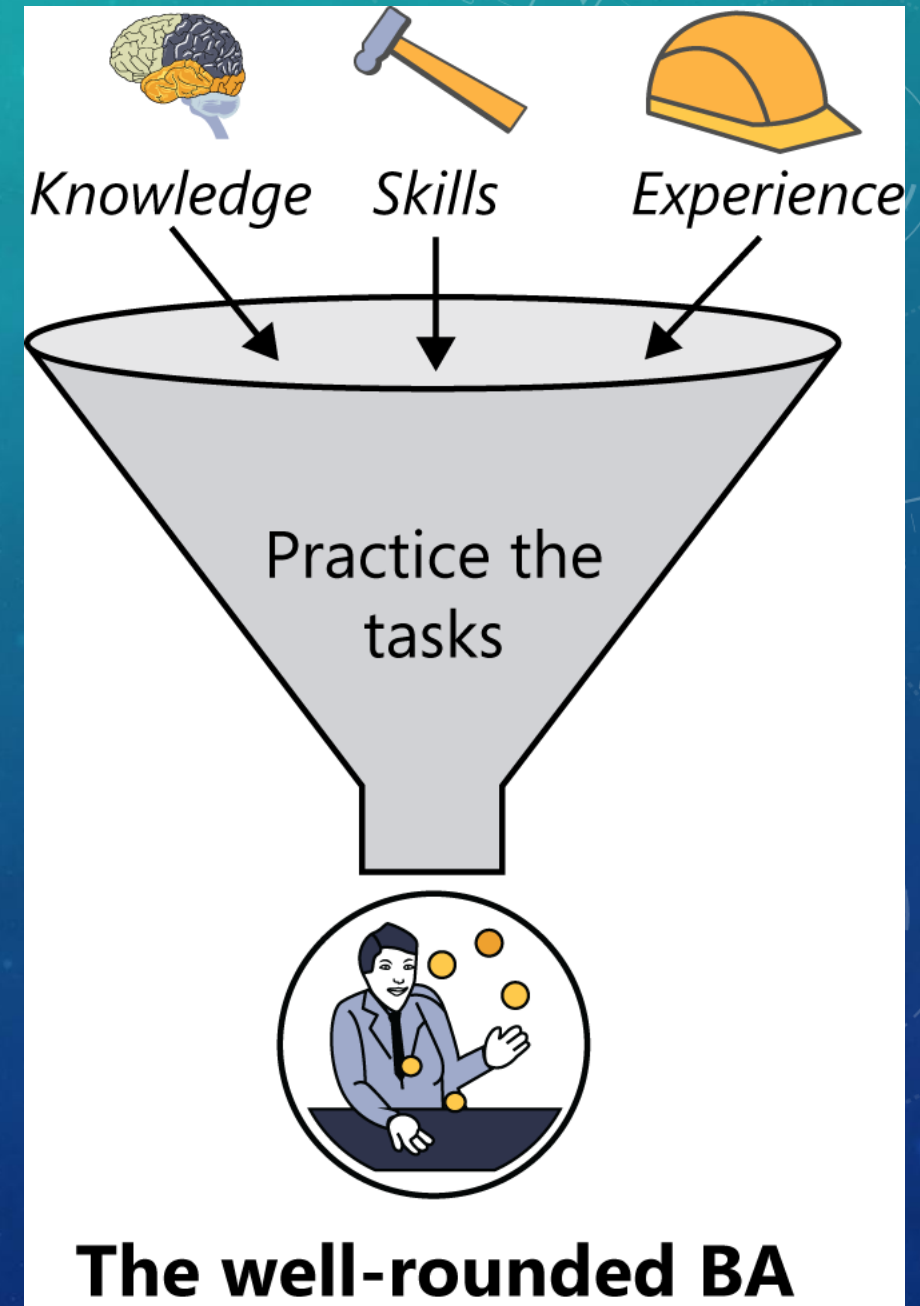 Knowledge Skills Experience
Practice the
tasks
The well-rounded BA